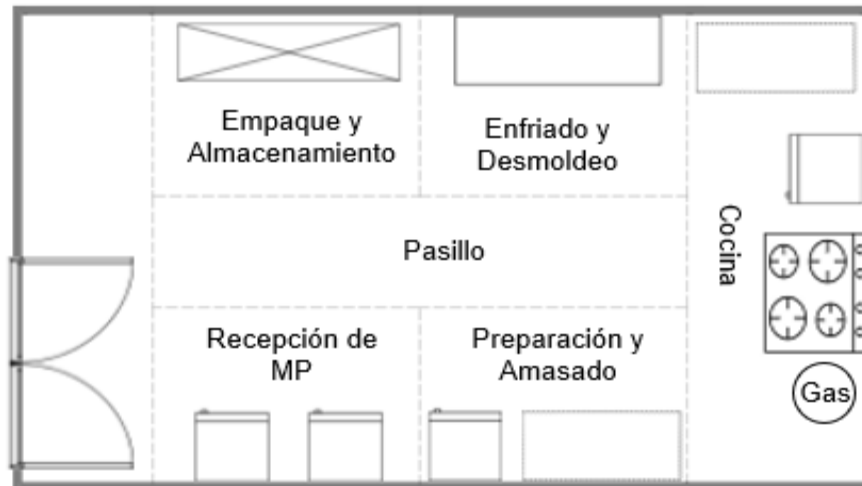 Empaque y
Almacenamiento
Enfriado y
Desmoldeo
Cocina
Pasillo
Recepción de
MP
Preparación y
Amasado
Gas